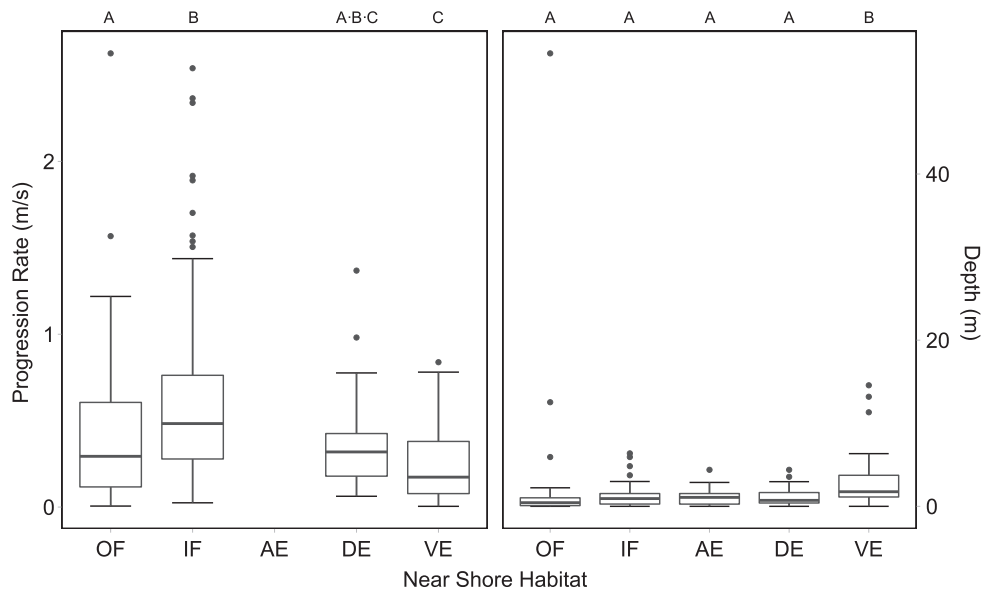 A B A·B·C C
A A A A B
Progression Rate (m/s)
2
1
0
40
20
0
Depth (m)
OF IF AE DE VE
OF IF AE DE VE
Near Shore Habitat